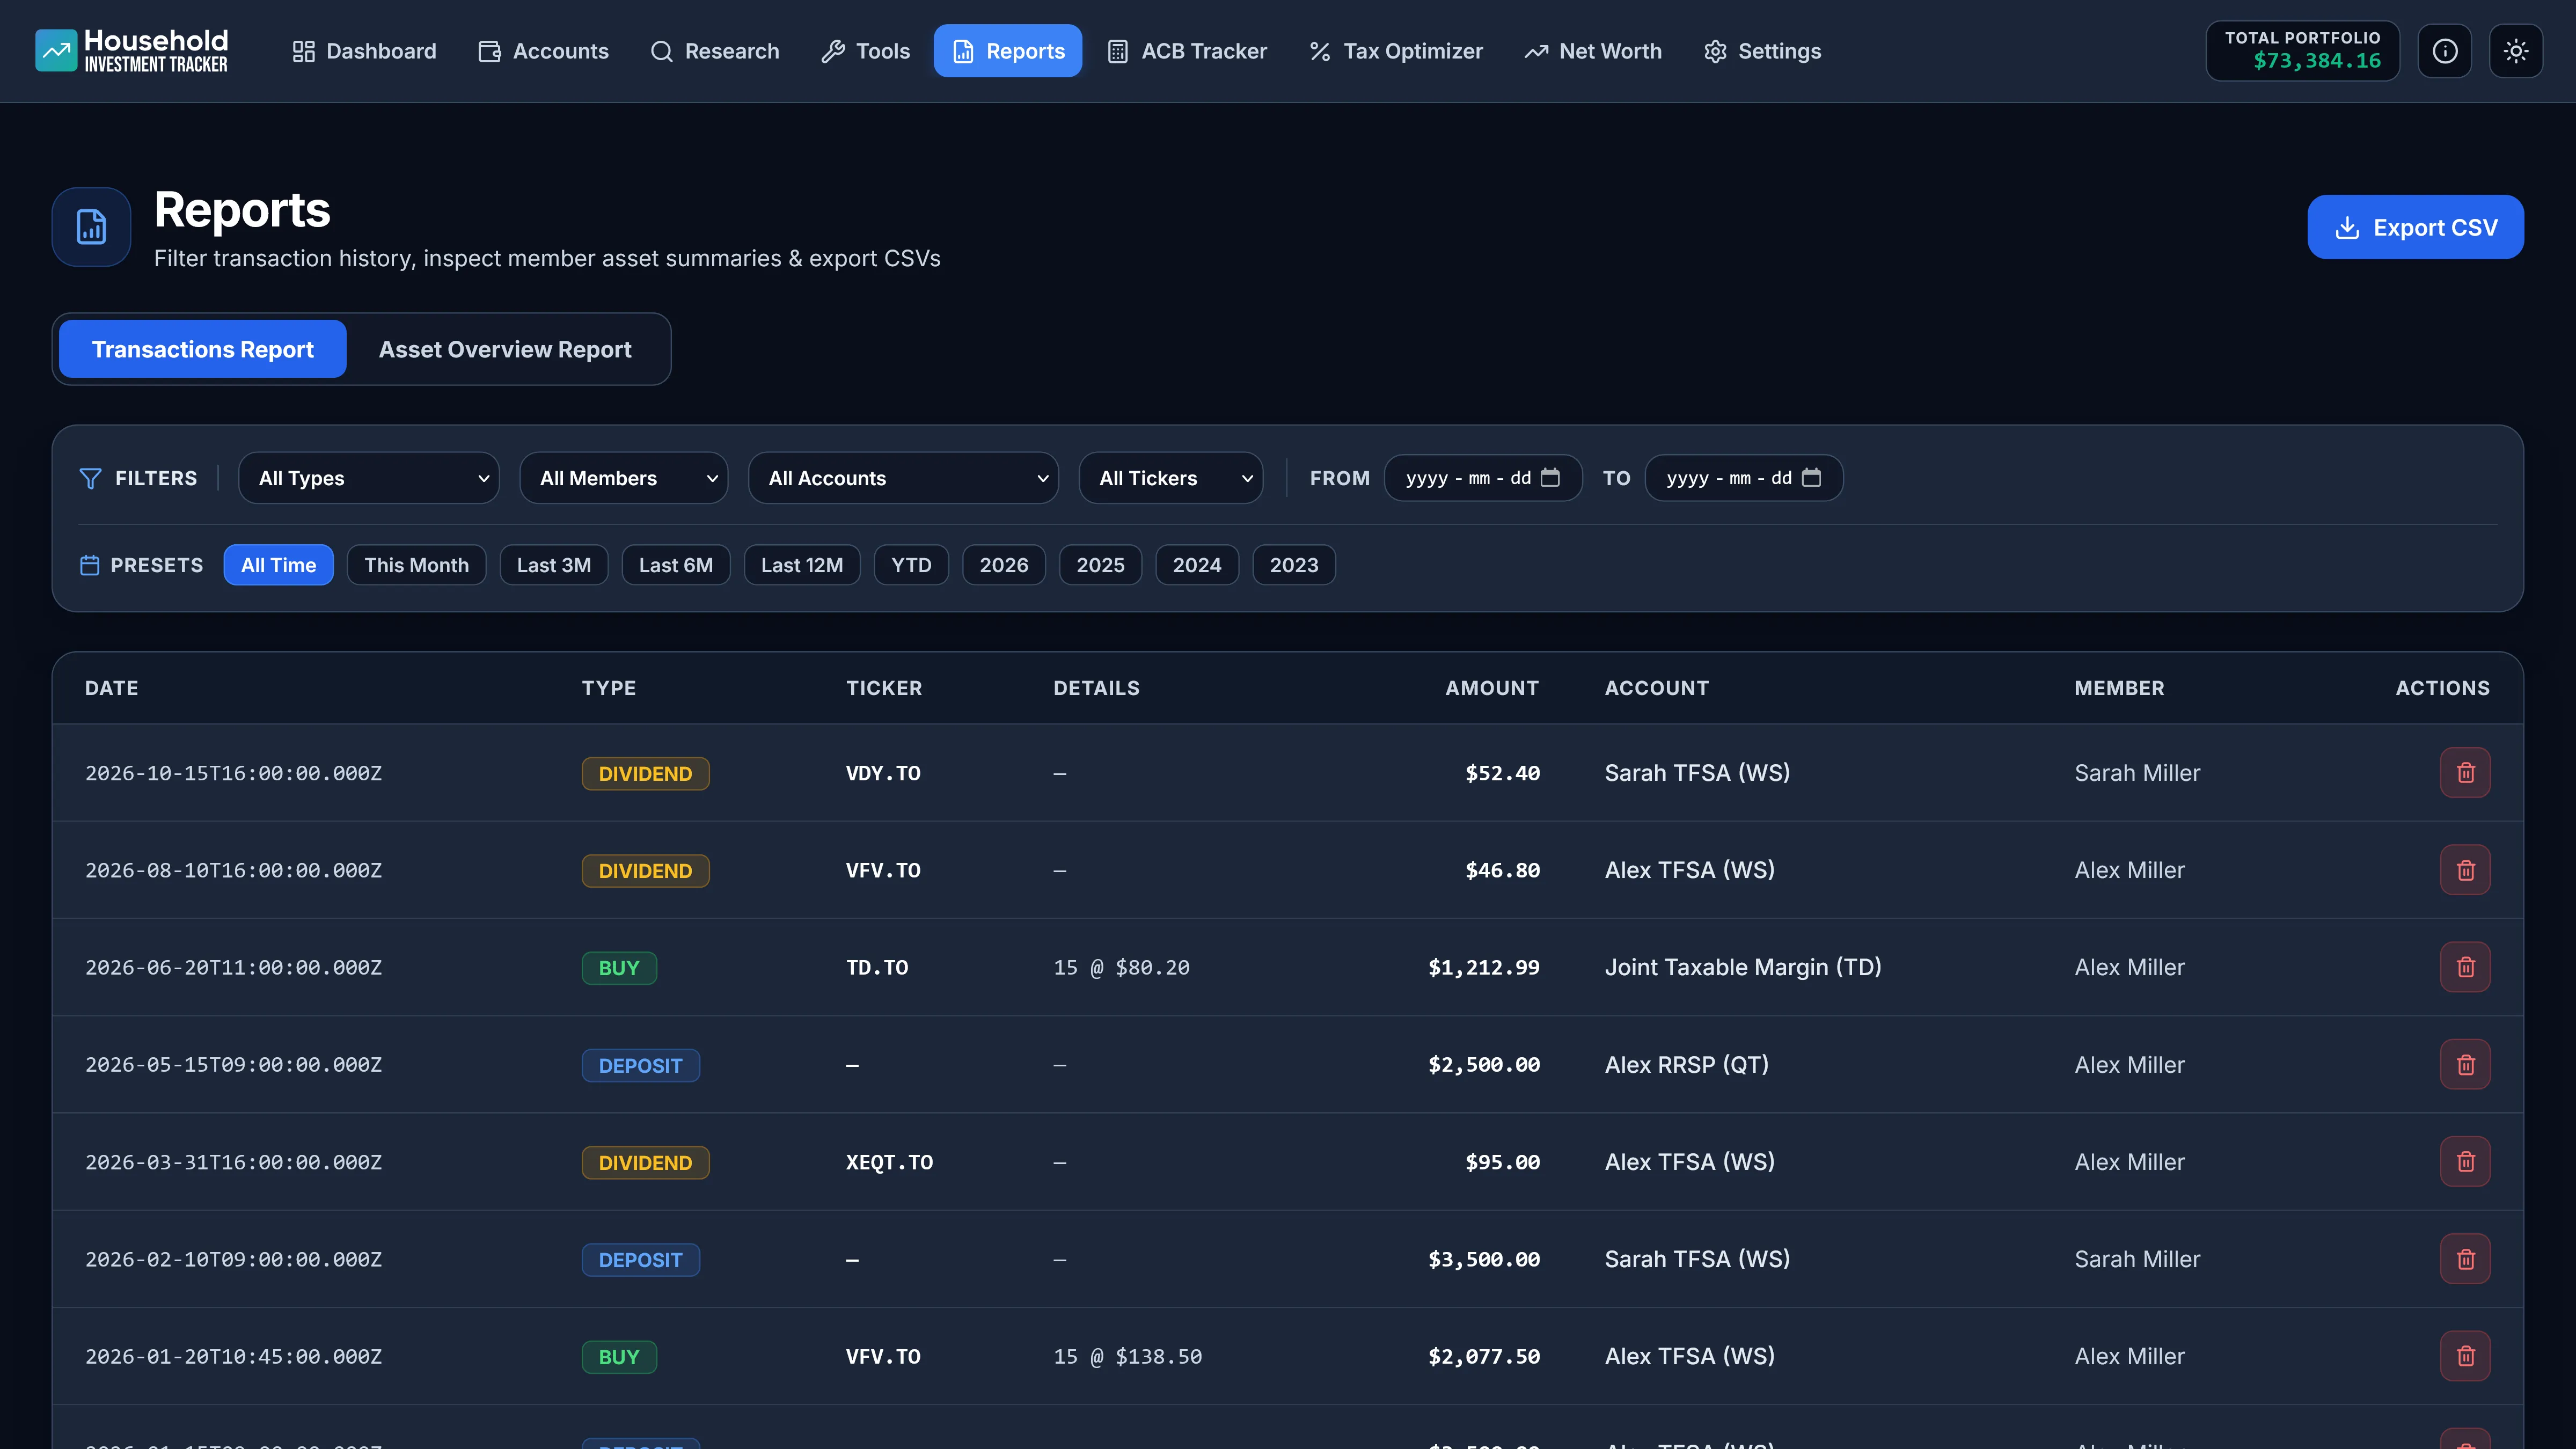 Household
INVESTMENT TRACKER
Dashboard
Accounts
Research
Tools
Reports
ACB Tracker
Tax Optimizer
Net Worth
Settings
TOTAL PORTFOLIO
$73,384.16
Reports
Filter transaction history, inspect member asset summaries & export CSVs
Export CSV
Transactions Report
Asset Overview Report
FILTERS
All Types
All Members
All Accounts
All Tickers
FROM
yyyy - mm - dd
TO
yyyy - mm - dd
PRESETS
All Time
This Month
Last 3M
Last 6M
Last 12M
YTD
2026
2025
2024
2023
DATE TYPE TICKER DETAILS AMOUNT ACCOUNT MEMBER ACTIONS
2026-10-15T16:00:00.000Z DIVIDEND VDY.TO — $52.40 Sarah TFSA (WS) Sarah Miller
2026-08-10T16:00:00.000Z DIVIDEND VFV.TO — $46.80 Alex TFSA (WS) Alex Miller
2026-06-20T11:00:00.000Z BUY TD.TO 15 @ $80.20 $1,212.99 Joint Taxable Margin (TD) Alex Miller
2026-05-15T09:00:00.000Z DEPOSIT — — $2,500.00 Alex RRSP (QT) Alex Miller
2026-03-31T16:00:00.000Z DIVIDEND XEQT.TO — $95.00 Alex TFSA (WS) Alex Miller
2026-02-10T09:00:00.000Z DEPOSIT — — $3,500.00 Sarah TFSA (WS) Sarah Miller
2026-01-20T10:45:00.000Z BUY VFV.TO 15 @ $138.50 $2,077.50 Alex TFSA (WS) Alex Miller